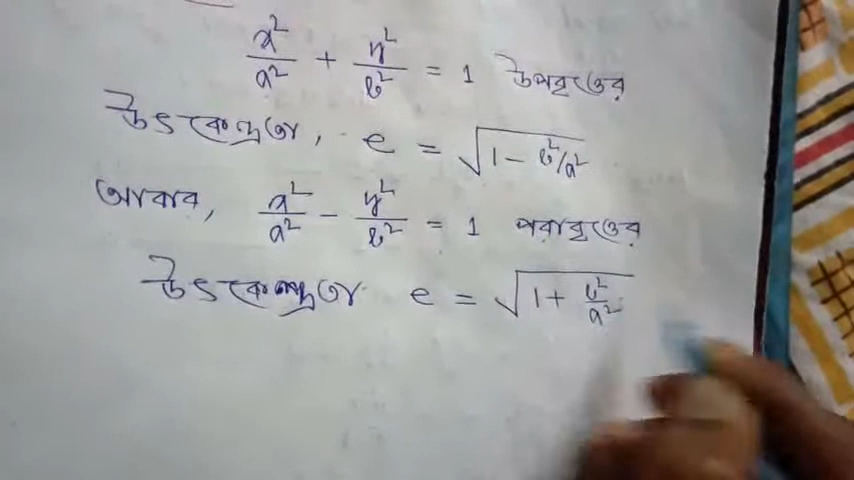 x²/a² + y²/b² = 1 উপবৃত্তের
উৎকেন্দ্রতা, e = √(1 - b²/a²)
আবার, x²/a² - y²/b² = 1 পরাবৃত্তের
উৎকেন্দ্রতা e = √(1 + b²/a²)